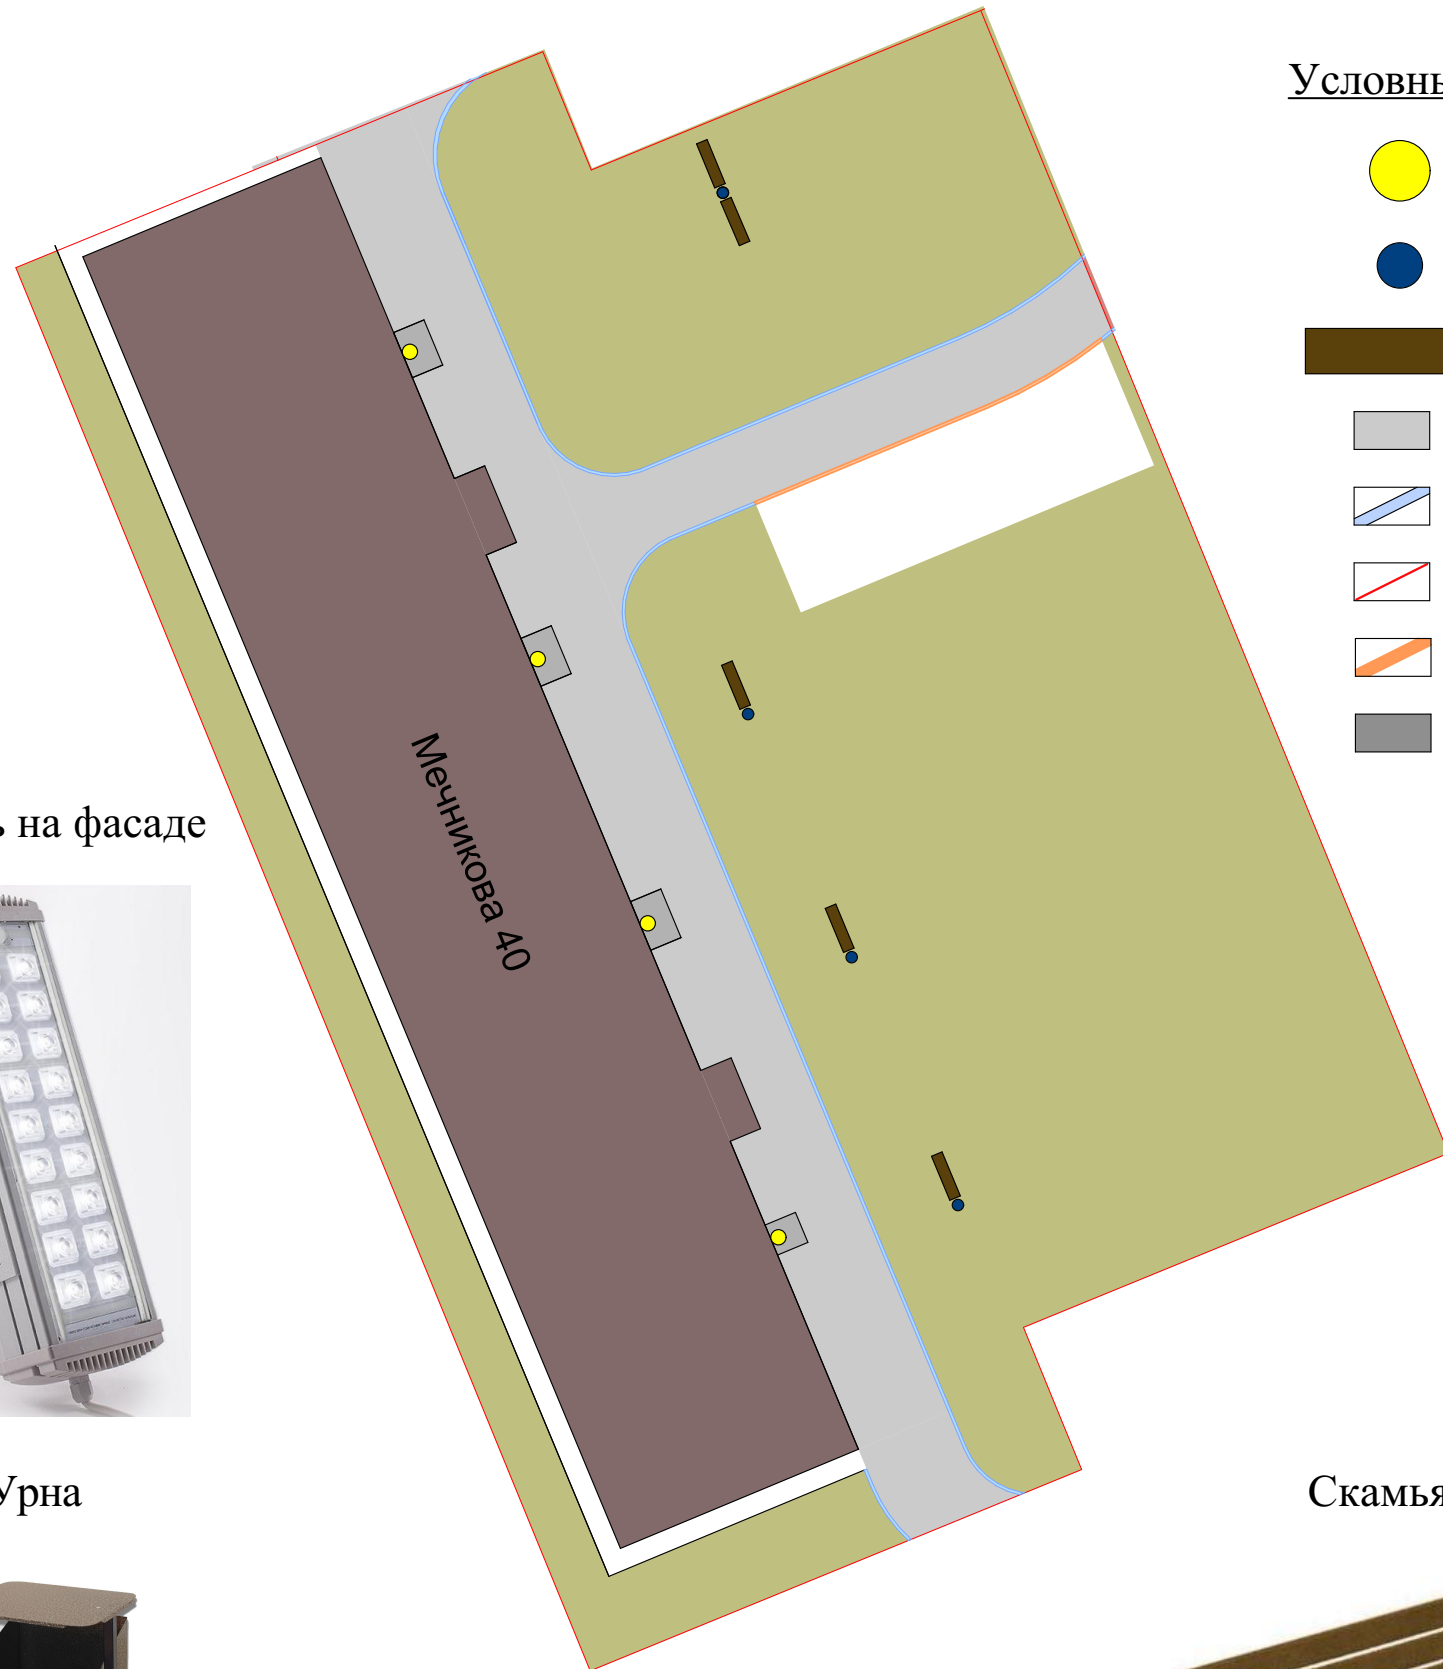 Условны
Мечникова 40
ь на фасаде
Урна
Скамья